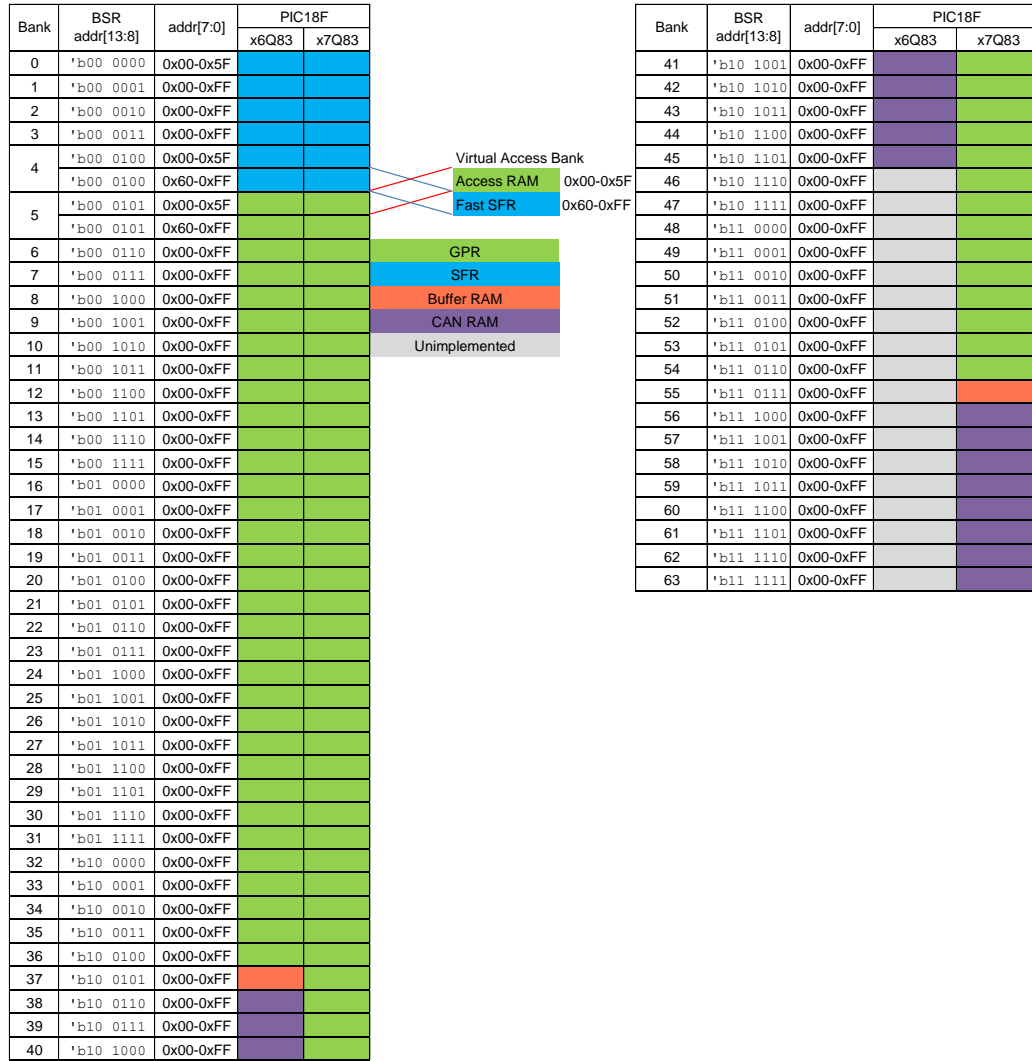 Bank BSR addr[13:8] addr[7:0] PIC18F
x6Q83 x7Q83
0 'b00 0000 0x00-0x5F
1 'b00 0001 0x00-0xFF
2 'b00 0010 0x00-0xFF
3 'b00 0011 0x00-0xFF
4 'b00 0100 0x00-0x5F
'b00 0100 0x60-0xFF
5 'b00 0101 0x00-0x5F
'b00 0101 0x60-0xFF
6 'b00 0110 0x00-0xFF
7 'b00 0111 0x00-0xFF
8 'b00 1000 0x00-0xFF
9 'b00 1001 0x00-0xFF
10 'b00 1010 0x00-0xFF
11 'b00 1011 0x00-0xFF
12 'b00 1100 0x00-0xFF
13 'b00 1101 0x00-0xFF
14 'b00 1110 0x00-0xFF
15 'b00 1111 0x00-0xFF
16 'b01 0000 0x00-0xFF
17 'b01 0001 0x00-0xFF
18 'b01 0010 0x00-0xFF
19 'b01 0011 0x00-0xFF
20 'b01 0100 0x00-0xFF
21 'b01 0101 0x00-0xFF
22 'b01 0110 0x00-0xFF
23 'b01 0111 0x00-0xFF
24 'b01 1000 0x00-0xFF
25 'b01 1001 0x00-0xFF
26 'b01 1010 0x00-0xFF
27 'b01 1011 0x00-0xFF
28 'b01 1100 0x00-0xFF
29 'b01 1101 0x00-0xFF
30 'b01 1110 0x00-0xFF
31 'b01 1111 0x00-0xFF
32 'b10 0000 0x00-0xFF
33 'b10 0001 0x00-0xFF
34 'b10 0010 0x00-0xFF
35 'b10 0011 0x00-0xFF
36 'b10 0100 0x00-0xFF
37 'b10 0101 0x00-0xFF
38 'b10 0110 0x00-0xFF
39 'b10 0111 0x00-0xFF
40 'b10 1000 0x00-0xFF
Virtual Access Bank
Access RAM 0x00-0x5F
Fast SFR 0x60-0xFF
GPR
SFR
Buffer RAM
CAN RAM
Unimplemented
Bank BSR addr[13:8] addr[7:0] PIC18F
x6Q83 x7Q83
41 'b10 1001 0x00-0xFF
42 'b10 1010 0x00-0xFF
43 'b10 1011 0x00-0xFF
44 'b10 1100 0x00-0xFF
45 'b10 1101 0x00-0xFF
46 'b10 1110 0x00-0xFF
47 'b10 1111 0x00-0xFF
48 'b11 0000 0x00-0xFF
49 'b11 0001 0x00-0xFF
50 'b11 0010 0x00-0xFF
51 'b11 0011 0x00-0xFF
52 'b11 0100 0x00-0xFF
53 'b11 0101 0x00-0xFF
54 'b11 0110 0x00-0xFF
55 'b11 0111 0x00-0xFF
56 'b11 1000 0x00-0xFF
57 'b11 1001 0x00-0xFF
58 'b11 1010 0x00-0xFF
59 'b11 1011 0x00-0xFF
60 'b11 1100 0x00-0xFF
61 'b11 1101 0x00-0xFF
62 'b11 1110 0x00-0xFF
63 'b11 1111 0x00-0xFF